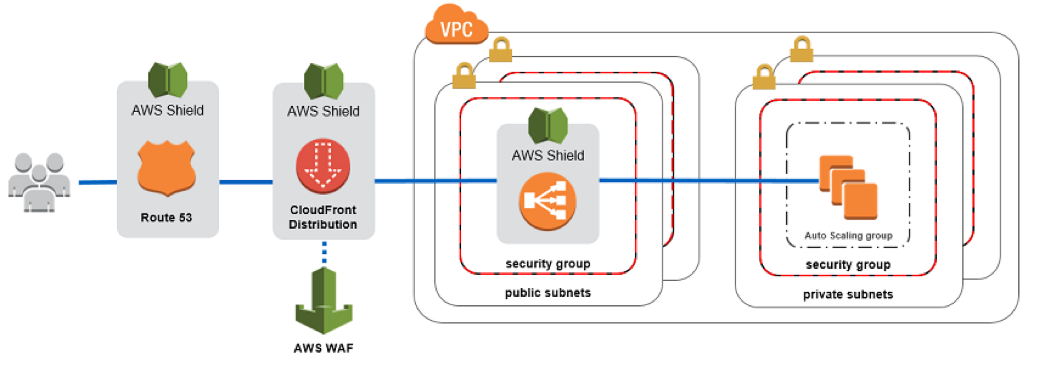 VPC
AWS Shield
Route 53
AWS Shield
CloudFront
Distribution
AWS WAF
AWS Shield
security group
public subnets
Auto Scaling group
security group
private subnets